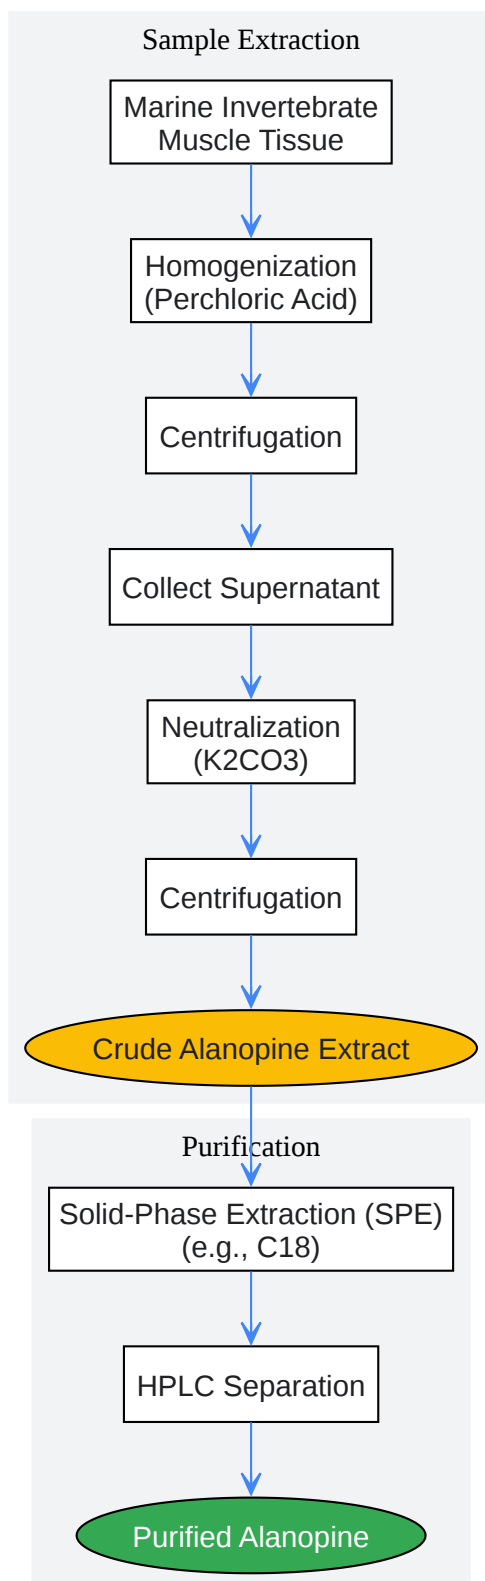 Sample Extraction
Marine Invertebrate
Muscle Tissue
Homogenization
(Perchloric Acid)
Centrifugation
Collect Supernatant
Neutralization
(K2CO3)
Centrifugation
Crude Alanopine Extract
Purification
Solid-Phase Extraction (SPE)
(e.g., C18)
HPLC Separation
Purified Alanopine